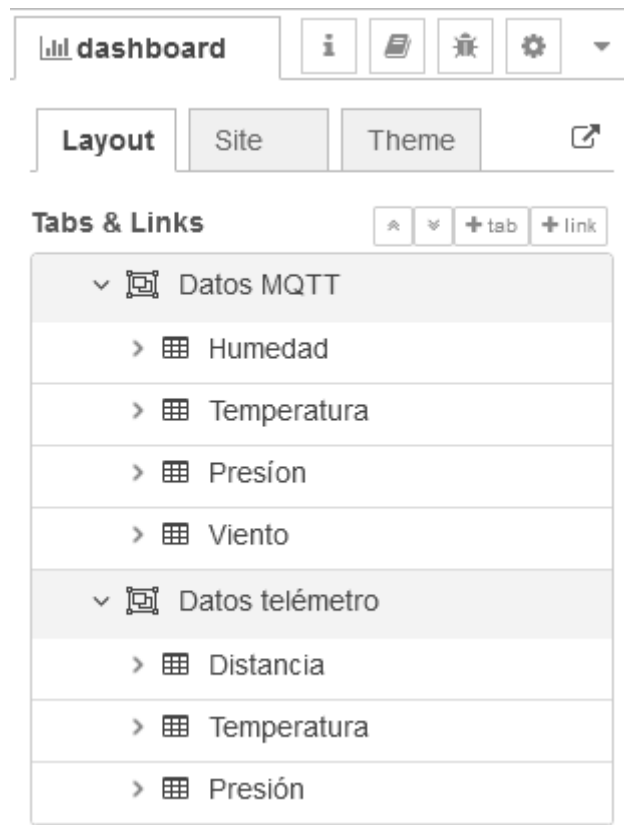 dashboard
Layout Site Theme
Tabs & Links + tab + link
Datos MQTT
Humedad
Temperatura
Presíon
Viento
Datos telémetro
Distancia
Temperatura
Presión